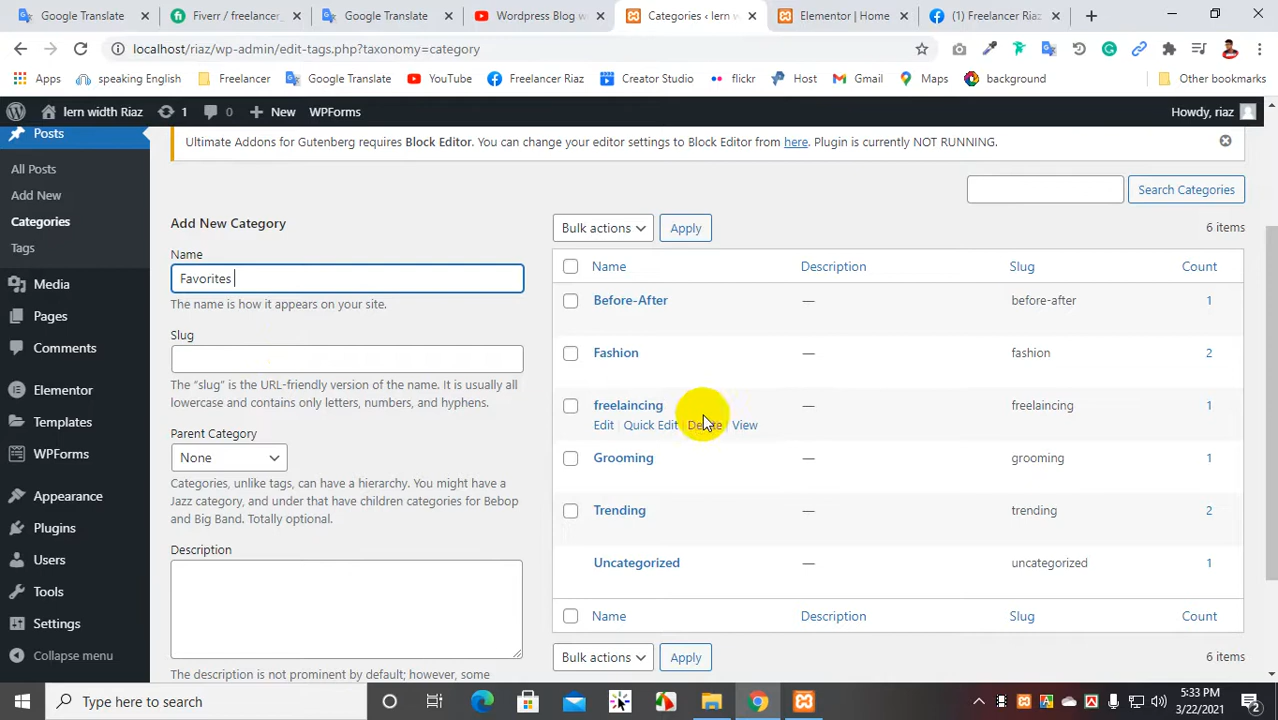 Google Translate
Fiverr / freelancer_
Google Translate
Wordpress Blog w
Categories ‹ lern w
Elementor | Home
(1) Freelancer Riaz
localhost/riaz/wp-admin/edit-tags.php?taxonomy=category
Apps
speaking English
Freelancer
Google Translate
YouTube
Freelancer Riaz
Creator Studio
flickr
Host
Gmail
Maps
background
Other bookmarks
lern width Riaz
1
0
New
WPForms
Howdy, riaz
Posts
All Posts
Add New
Categories
Tags
Media
Pages
Comments
Elementor
Templates
WPForms
Appearance
Plugins
Users
Tools
Settings
Collapse menu
Ultimate Addons for Gutenberg requires Block Editor. You can change your editor settings to Block Editor from here. Plugin is currently NOT RUNNING.
Search Categories
Add New Category
Name
Favorites
The name is how it appears on your site.
Slug
The “slug” is the URL-friendly version of the name. It is usually all
lowercase and contains only letters, numbers, and hyphens.
Parent Category
None
Categories, unlike tags, can have a hierarchy. You might have a
Jazz category, and under that have children categories for Bebop
and Big Band. Totally optional.
Description
The description is not prominent by default; however, some
Bulk actions
Apply
6 items
Name Description Slug Count
Before-After — before-after 1
Fashion — fashion 2
freelaincing — freelaincing 1
Edit | Quick Edit | Delete | View
Grooming — grooming 1
Trending — trending 2
Uncategorized — uncategorized 1
Name Description Slug Count
Bulk actions
Apply
6 items
Type here to search
5:33 PM
3/22/2021
2